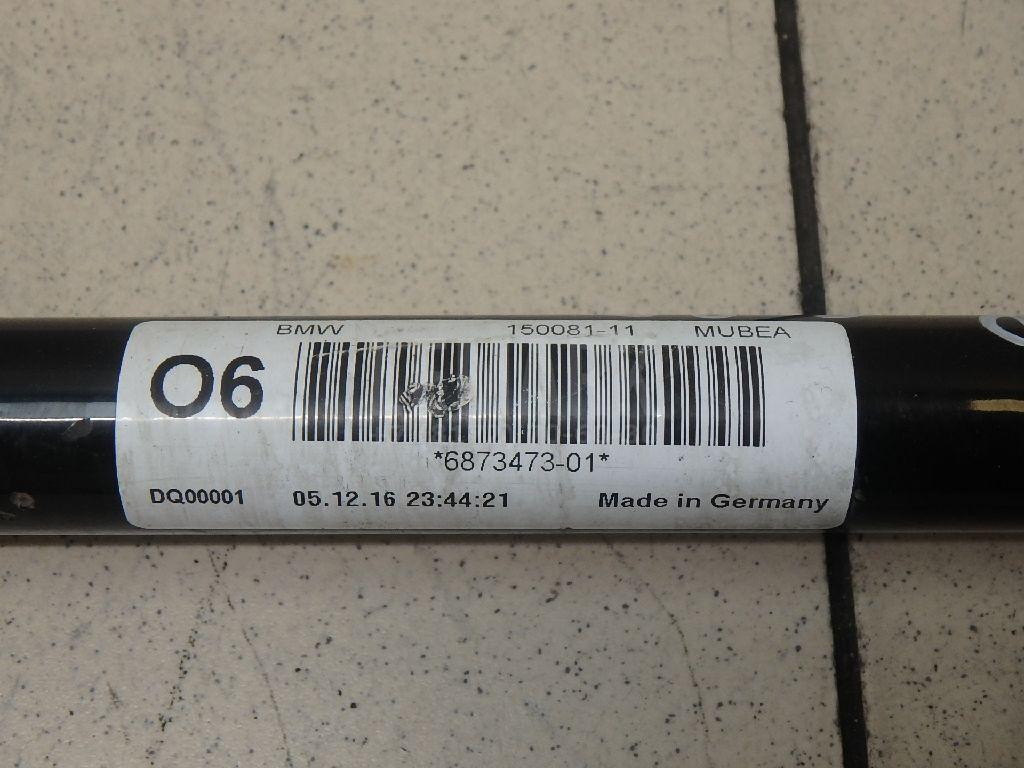 BMW 150081-11 MUBEA
O6
*6873473-01*
DQ00001 05.12.16 23:44:21 Made in Germany